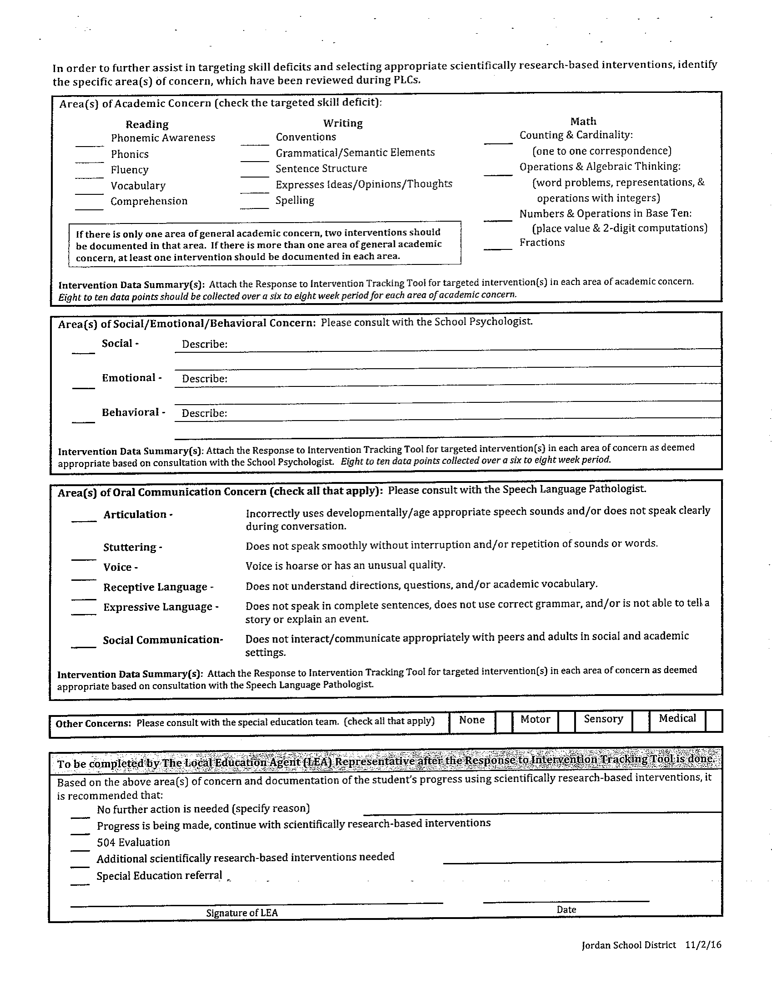 In order to further assist in targeting skill deficits and selecting appropriate scientifically research-based interventions, identify
the specific area(s) of concern, which have been reviewed during PLCs.
Area(s) of Academic Concern (check the targeted skill deficit):
Reading
Phonemic Awareness
Phonics
Fluency
Vocabulary
Comprehension
Writing
Conventions
Grammatical/Semantic Elements
Sentence Structure
Expresses Ideas/Opinions/Thoughts
Spelling
Math
Counting & Cardinality:
(one to one correspondence)
Operations & Algebraic Thinking:
(word problems, representations, &
operations with integers)
Numbers & Operations in Base Ten:
(place value & 2-digit computations)
Fractions
If there is only one area of general academic concern, two interventions should
be documented in that area. If there is more than one area of general academic
concern, at least one intervention should be documented in each area.
Intervention Data Summary(s): Attach the Response to Intervention Tracking Tool for targeted intervention(s) in each area of academic concern.
Eight to ten data points should be collected over a six to eight week period for each area of academic concern.
Area(s) of Social/Emotional/Behavioral Concern: Please consult with the School Psychologist.
Social - Describe:
Emotional - Describe:
Behavioral - Describe:
Intervention Data Summary(s): Attach the Response to Intervention Tracking Tool for targeted intervention(s) in each area of concern as deemed
appropriate based on consultation with the School Psychologist. Eight to ten data points collected over a six to eight week period.
Area(s) of Oral Communication Concern (check all that apply): Please consult with the Speech Language Pathologist.
Articulation - Incorrectly uses developmentally/age appropriate speech sounds and/or does not speak clearly
during conversation.
Stuttering - Does not speak smoothly without interruption and/or repetition of sounds or words.
Voice - Voice is hoarse or has an unusual quality.
Receptive Language - Does not understand directions, questions, and/or academic vocabulary.
Expressive Language - Does not speak in complete sentences, does not use correct grammar, and/or is not able to tell a
story or explain an event.
Social Communication- Does not interact/communicate appropriately with peers and adults in social and academic
settings.
Intervention Data Summary(s): Attach the Response to Intervention Tracking Tool for targeted intervention(s) in each area of concern as deemed
appropriate based on consultation with the Speech Language Pathologist.
Other Concerns: Please consult with the special education team. (check all that apply) None Motor Sensory Medical
To be completed by The Local Education Agent (LEA) Representative after the Response to Intervention Tracking Tool is done.
Based on the above area(s) of concern and documentation of the student's progress using scientifically research-based interventions, it
is recommended that:
No further action is needed (specify reason)
Progress is being made, continue with scientifically research-based interventions
504 Evaluation
Additional scientifically research-based interventions needed
Special Education referral
Signature of LEA Date
Jordan School District 11/2/16